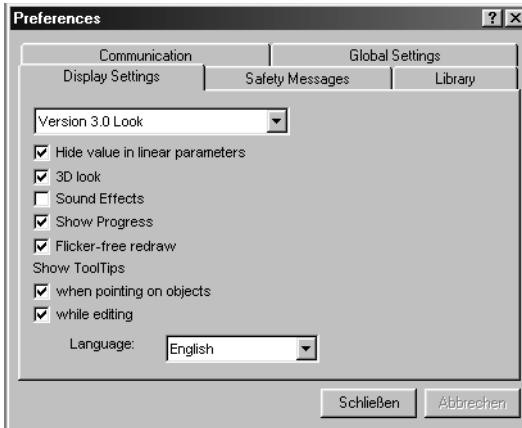 Preferences
Communication Global Settings
Display Settings Safety Messages Library
Version 3.0 Look
Hide value in linear parameters
3D look
Sound Effects
Show Progress
Flicker-free redraw
Show ToolTips
when pointing on objects
while editing
Language: English
Schließen Abbrechen